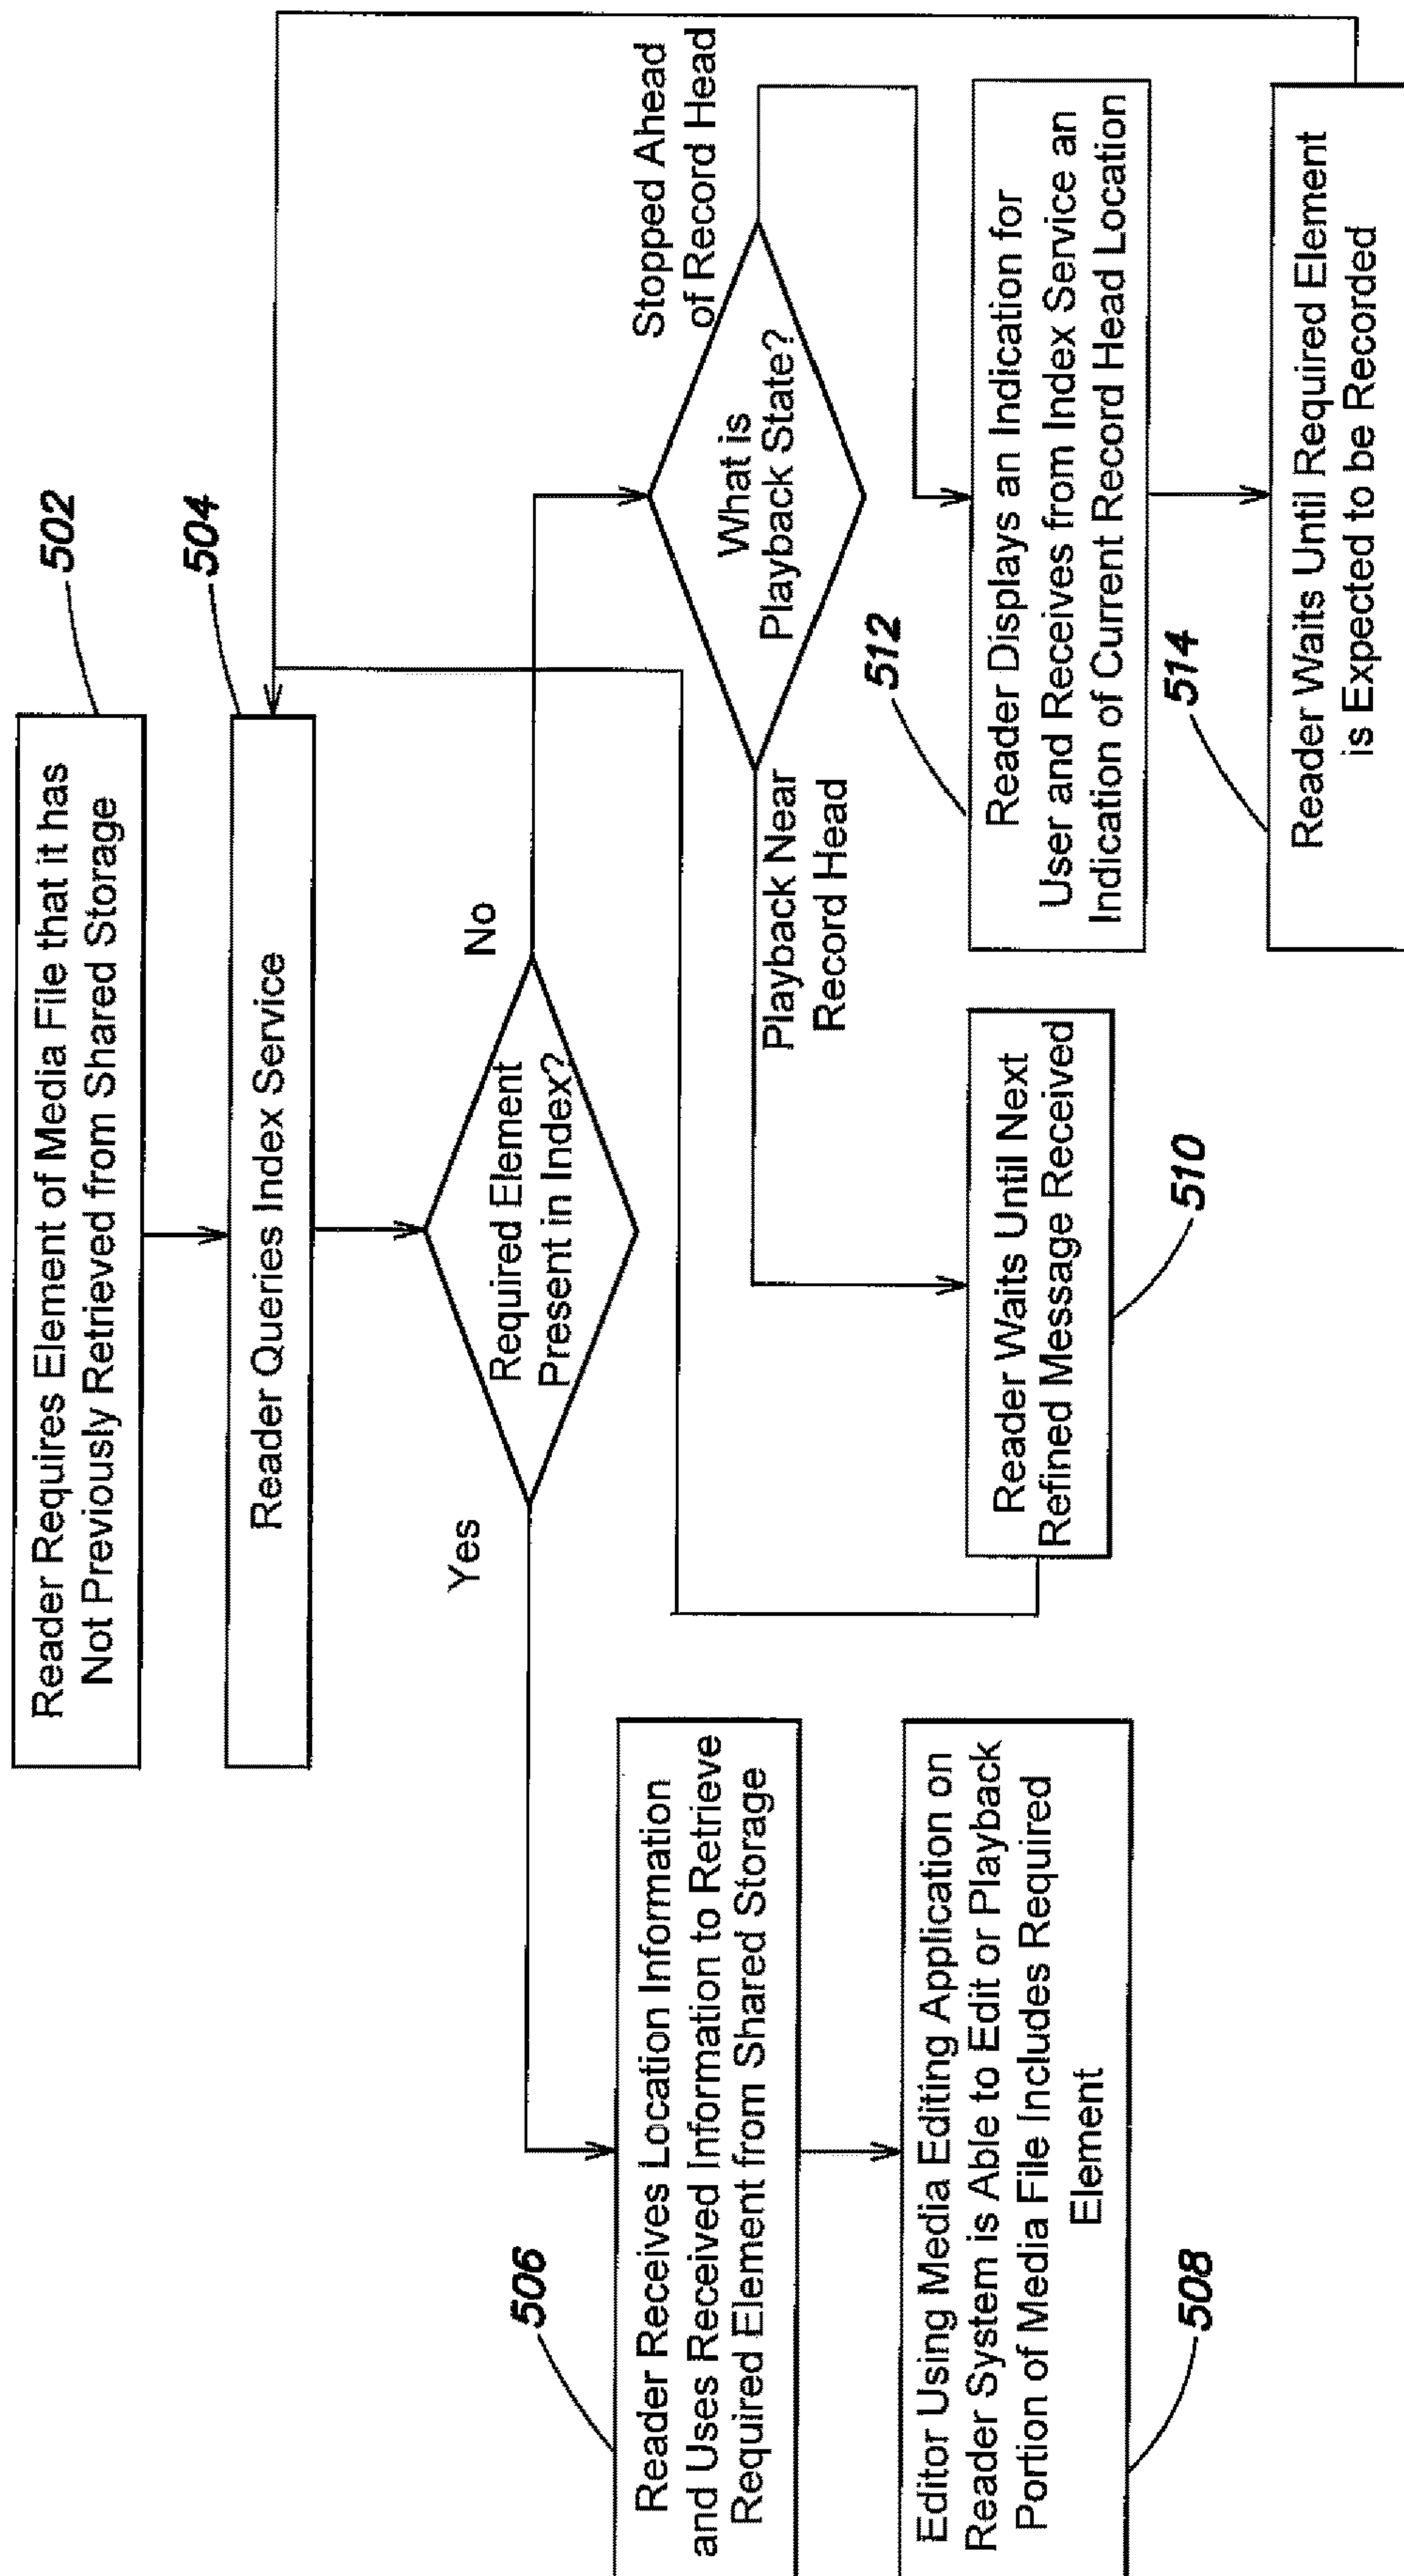 502
Reader Requires Element of Media File that it has
Not Previously Retrieved from Shared Storage
504
Reader Queries Index Service
Required Element
Present in Index?
Yes
No
506
Reader Receives Location Information
and Uses Received Information to Retrieve
Required Element from Shared Storage
Editor Using Media Editing Application on
Reader System is Able to Edit or Playback
Portion of Media File Includes Required
Element
508
What is
Playback State?
Playback Near
Record Head
Stopped Ahead
of Record Head
Reader Waits Until Next
Refined Message Received
510
512
Reader Displays an Indication for
User and Receives from Index Service an
Indication of Current Record Head Location
514
Reader Waits Until Required Element
is Expected to be Recorded